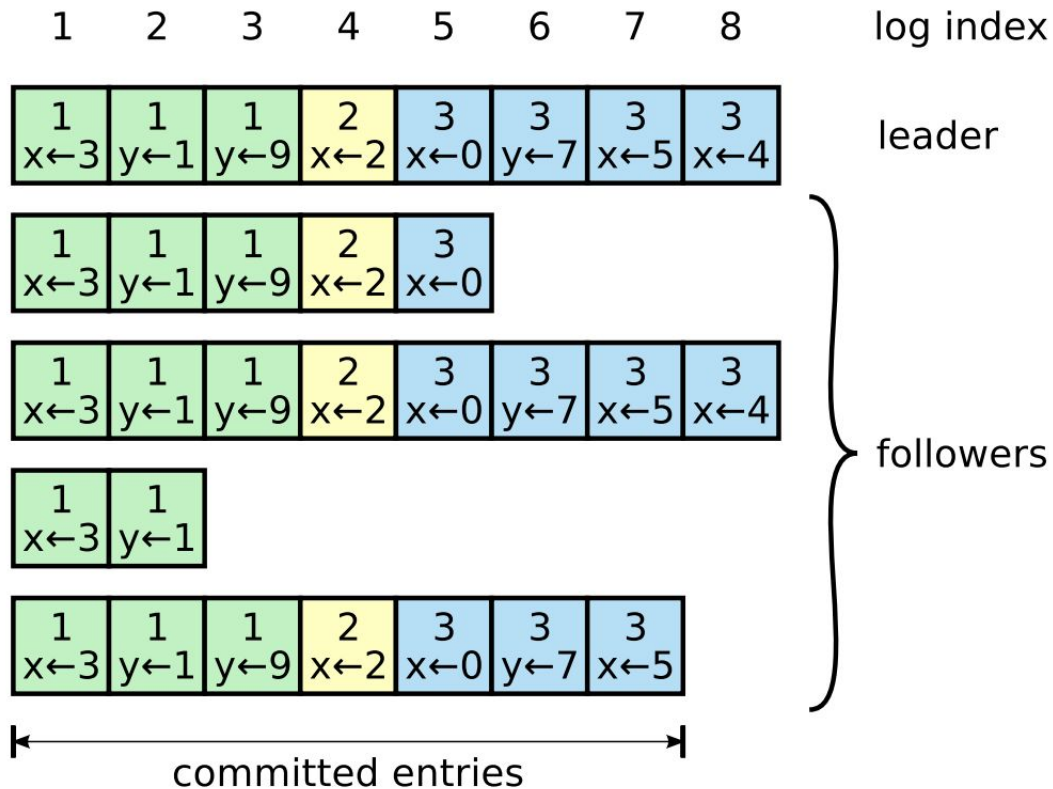 1 2 3 4 5 6 7 8 log index
1 1 1 2 3 3 3 3
x←3 y←1 y←9 x←2 x←0 y←7 x←5 x←4
leader
1 1 1 2 3
x←3 y←1 y←9 x←2 x←0
1 1 1 2 3 3 3 3
x←3 y←1 y←9 x←2 x←0 y←7 x←5 x←4
followers
1 1
x←3 y←1
1 1 1 2 3 3 3
x←3 y←1 y←9 x←2 x←0 y←7 x←5
committed entries